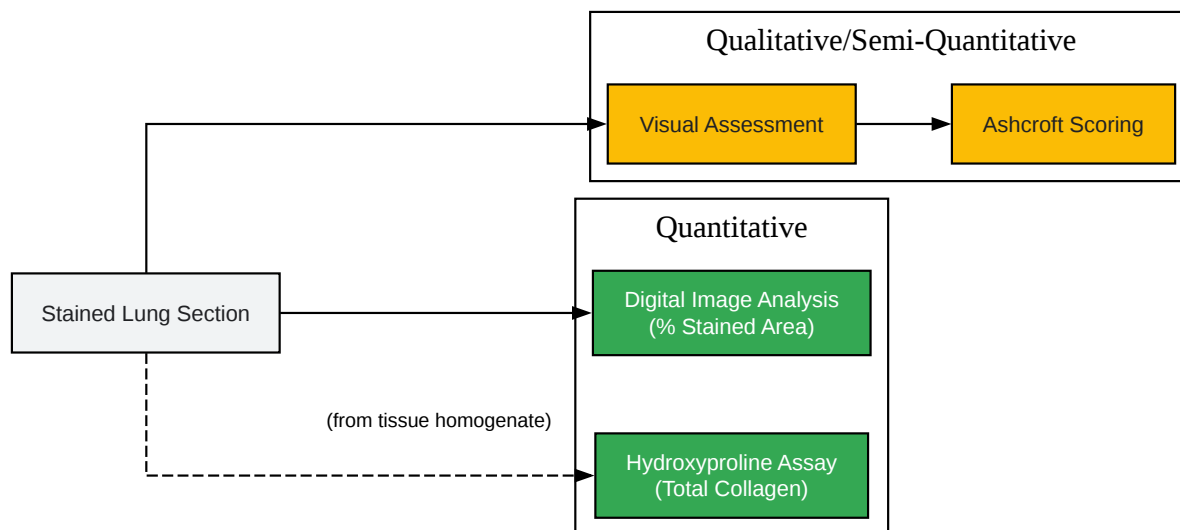 Qualitative/Semi-Quantitative
Visual Assessment
Ashcroft Scoring
Quantitative
Stained Lung Section
Digital Image Analysis
(% Stained Area)
(from tissue homogenate)
Hydroxyproline Assay
(Total Collagen)